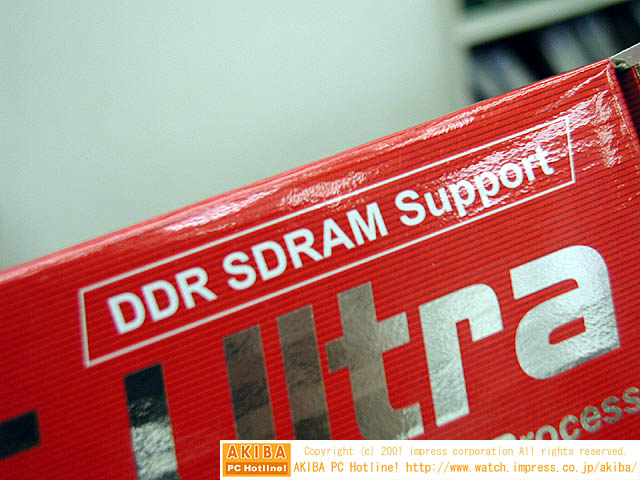 DDR SDRAM Support
Ultra
Process
AKIBA
PC Hotline!
Copyright (c) 2001 impress corporation All rights reserved.
AKIBA PC Hotline! http://www.watch.impress.co.jp/akiba/